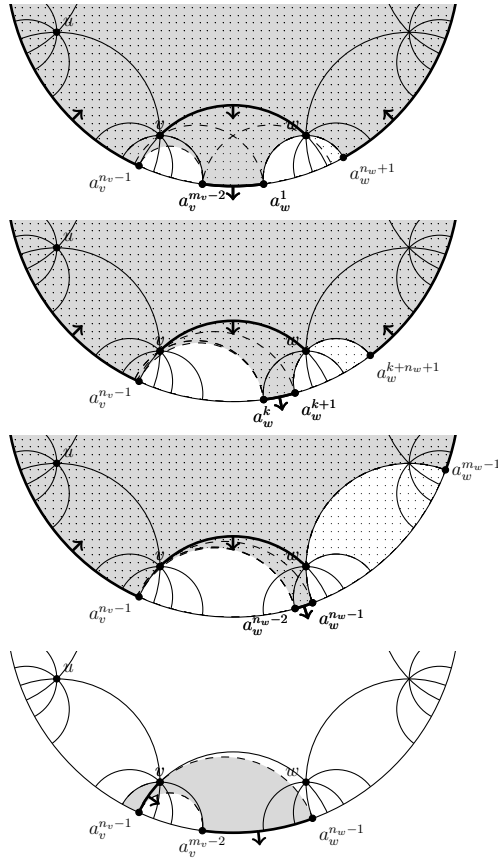 u
v w
a_v^{n_v-1} a_w^{n_w+1}
a_v^{m_v-2} a_w^1
u
v w
a_v^{n_v-1} a_w^{k+n_w+1}
a_w^k a_w^{k+1}
u
a_w^{m_w-1}
v w
a_v^{n_v-1} a_w^{n_w-2} a_w^{n_w-1}
u
v w
a_v^{n_v-1} a_v^{m_v-2} a_w^{n_w-1}